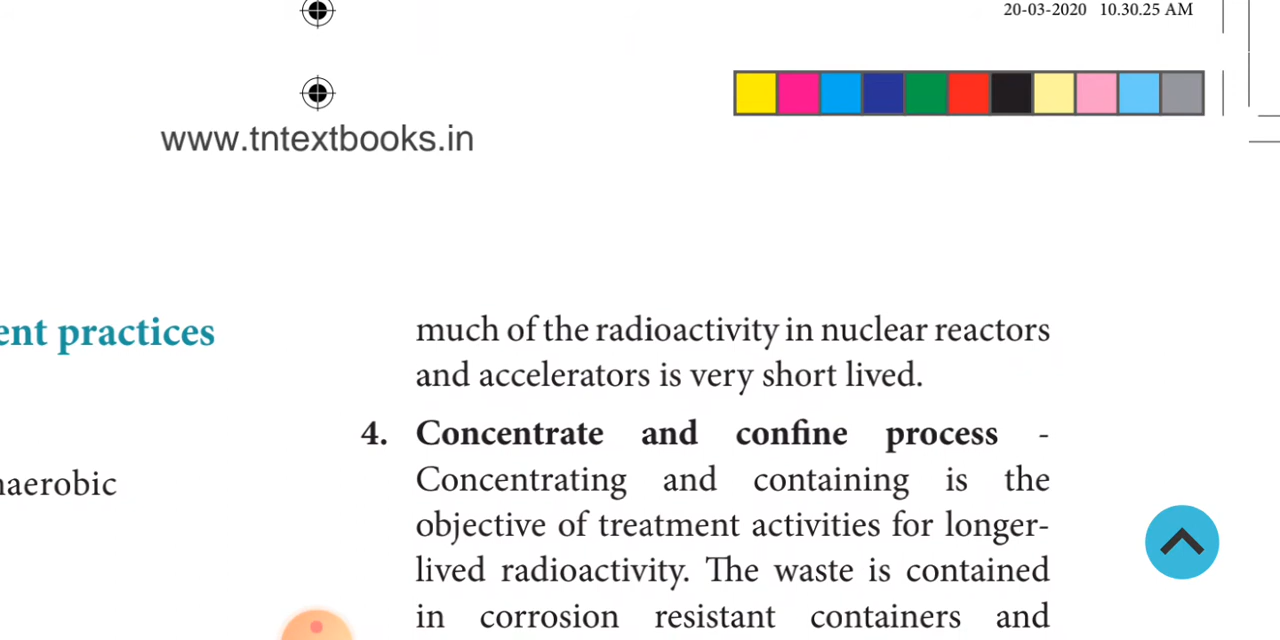 20-03-2020 10.30.25 AM
www.tntextbooks.in
ent practices
naerobic
much of the radioactivity in nuclear reactors
and accelerators is very short lived.
4. Concentrate and confine process -
Concentrating and containing is the
objective of treatment activities for longer-
lived radioactivity. The waste is contained
in corrosion resistant containers and